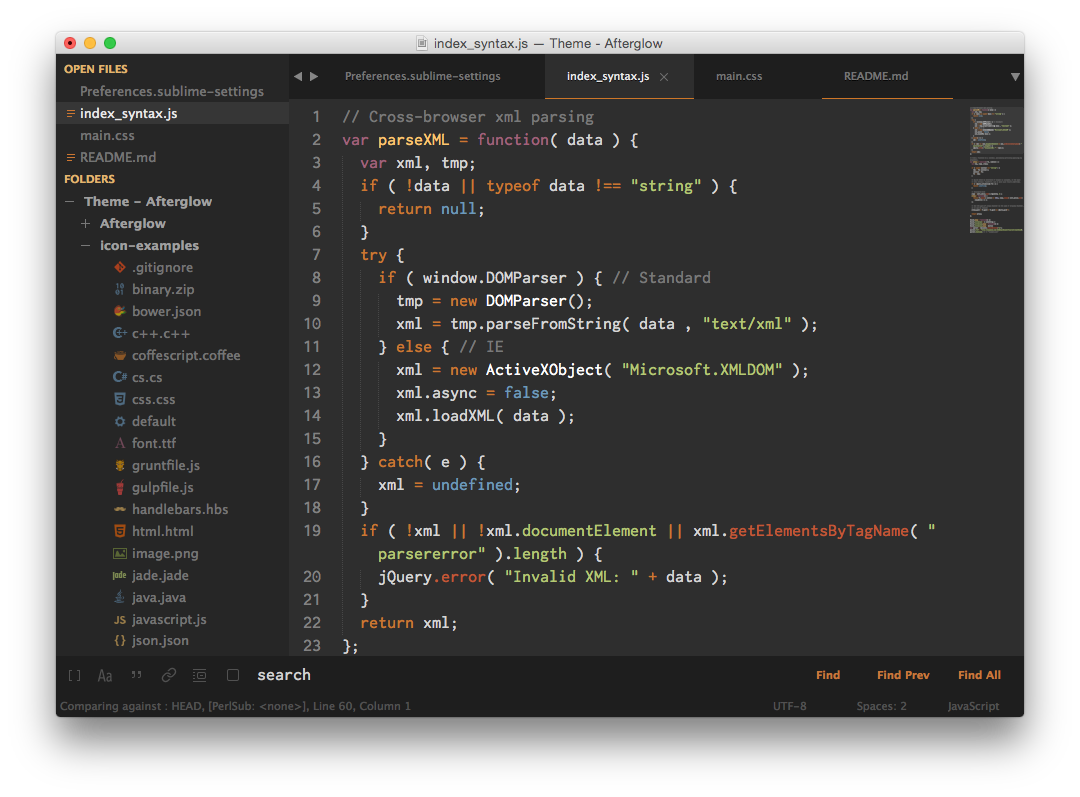 index_syntax.js — Theme - Afterglow
OPEN FILES
Preferences.sublime-settings
index_syntax.js
main.css
README.md
FOLDERS
Theme – Afterglow
Afterglow
icon-examples
.gitignore
binary.zip
bower.json
c++.c++
coffescript.coffee
C# cs.cs
css.css
default
A font.ttf
gruntfile.js
gulpfile.js
handlebars.hbs
html.html
image.png
jade jade.jade
java.java
JS javascript.js
{} json.json
Preferences.sublime-settings index_syntax.js main.css README.md
1 // Cross-browser xml parsing
2 var parseXML = function( data ) {
3 var xml, tmp;
4 if ( !data || typeof data !== "string" ) {
5 return null;
6 }
7 try {
8 if ( window.DOMParser ) { // Standard
9 tmp = new DOMParser();
10 xml = tmp.parseFromString( data , "text/xml" );
11 } else { // IE
12 xml = new ActiveXObject( "Microsoft.XMLDOM" );
13 xml.async = false;
14 xml.loadXML( data );
15 }
16 } catch( e ) {
17 xml = undefined;
18 }
19 if ( !xml || !xml.documentElement || xml.getElementsByTagName( "
parsererror" ).length ) {
20 jQuery.error( "Invalid XML: " + data );
21 }
22 return xml;
23 };
[] Aa ” search Find Find Prev Find All
Comparing against : HEAD, [PerlSub: <none>], Line 60, Column 1 UTF-8 Spaces: 2 JavaScript